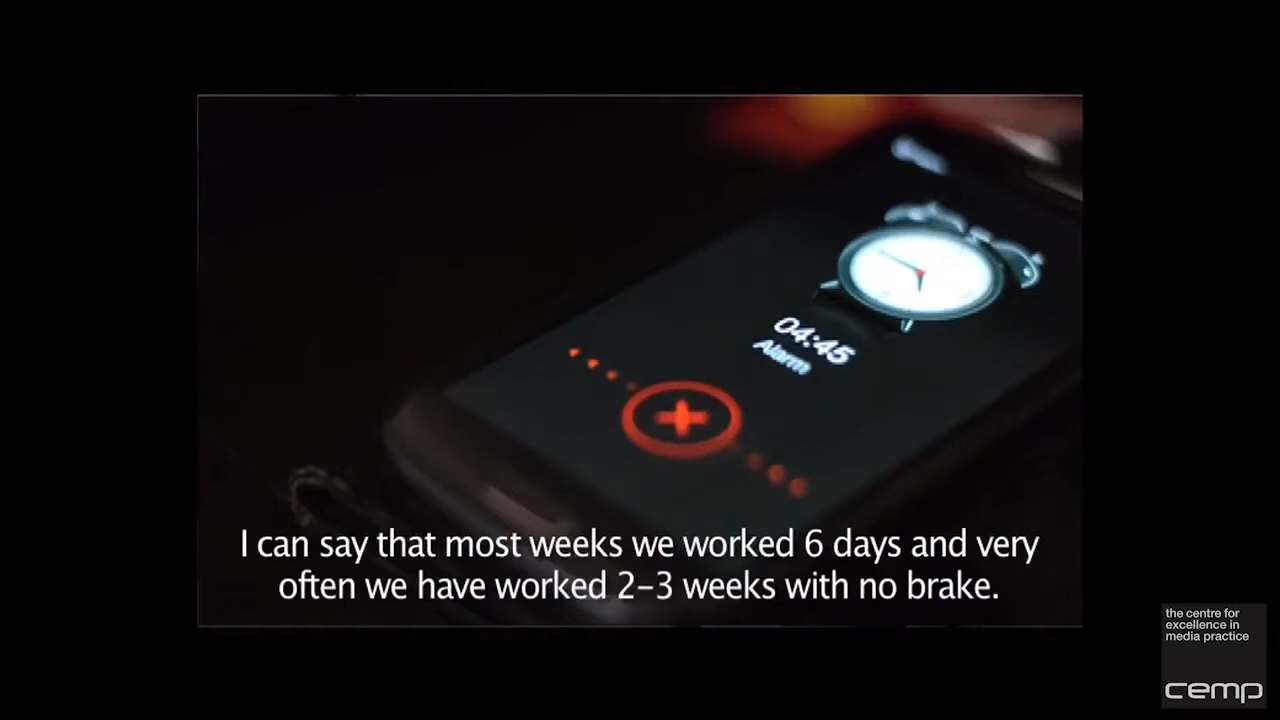 04:45
Alarm
I can say that most weeks we worked 6 days and very
often we have worked 2-3 weeks with no brake.
the centre for
excellence in
media practice
cemp